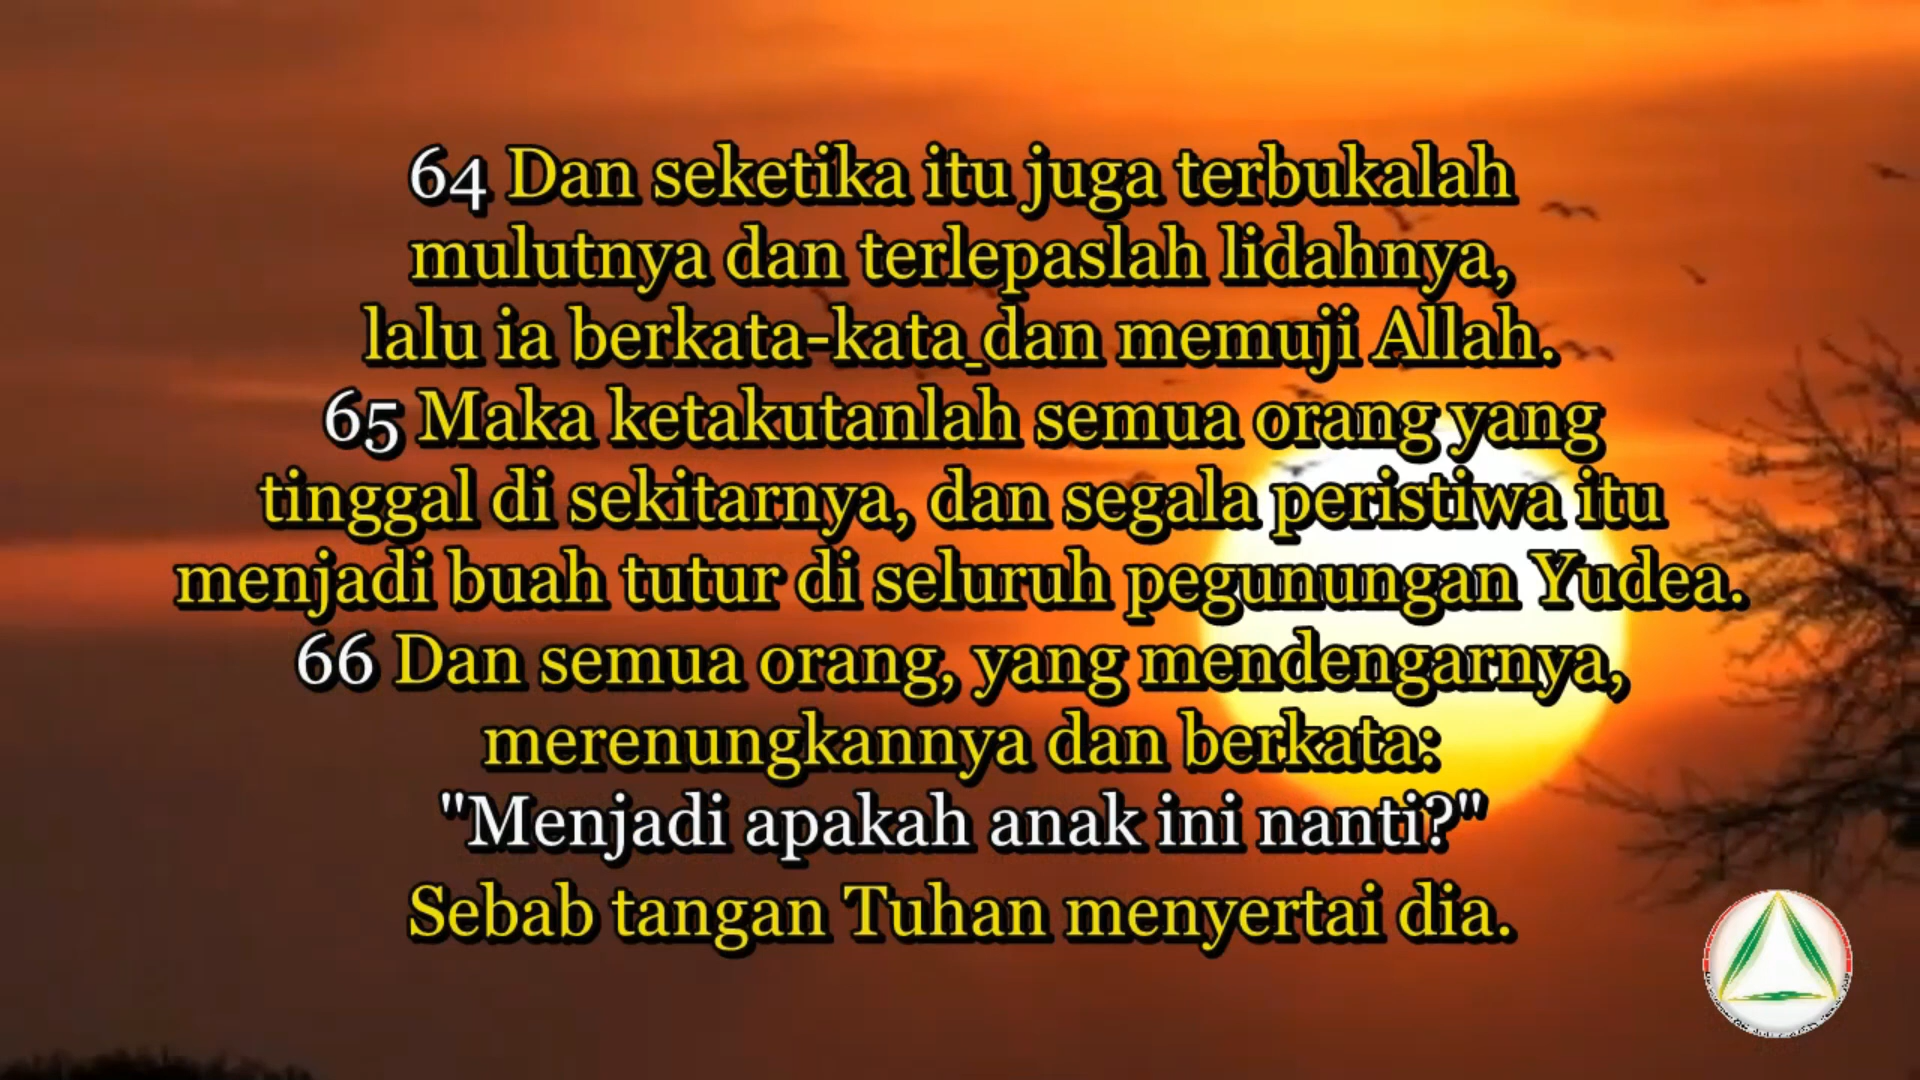 64 Dan seketika itu juga terbukalah
mulutnya dan terlepaslah lidahnya,
lalu ia berkata-kata dan memuji Allah.
65 Maka ketakutanlah semua orang yang
tinggal di sekitarnya, dan segala peristiwa itu
menjadi buah tutur di seluruh pegunungan Yudea.
66 Dan semua orang, yang mendengarnya,
merenungkannya dan berkata:
"Menjadi apakah anak ini nanti?"
Sebab tangan Tuhan menyertai dia.